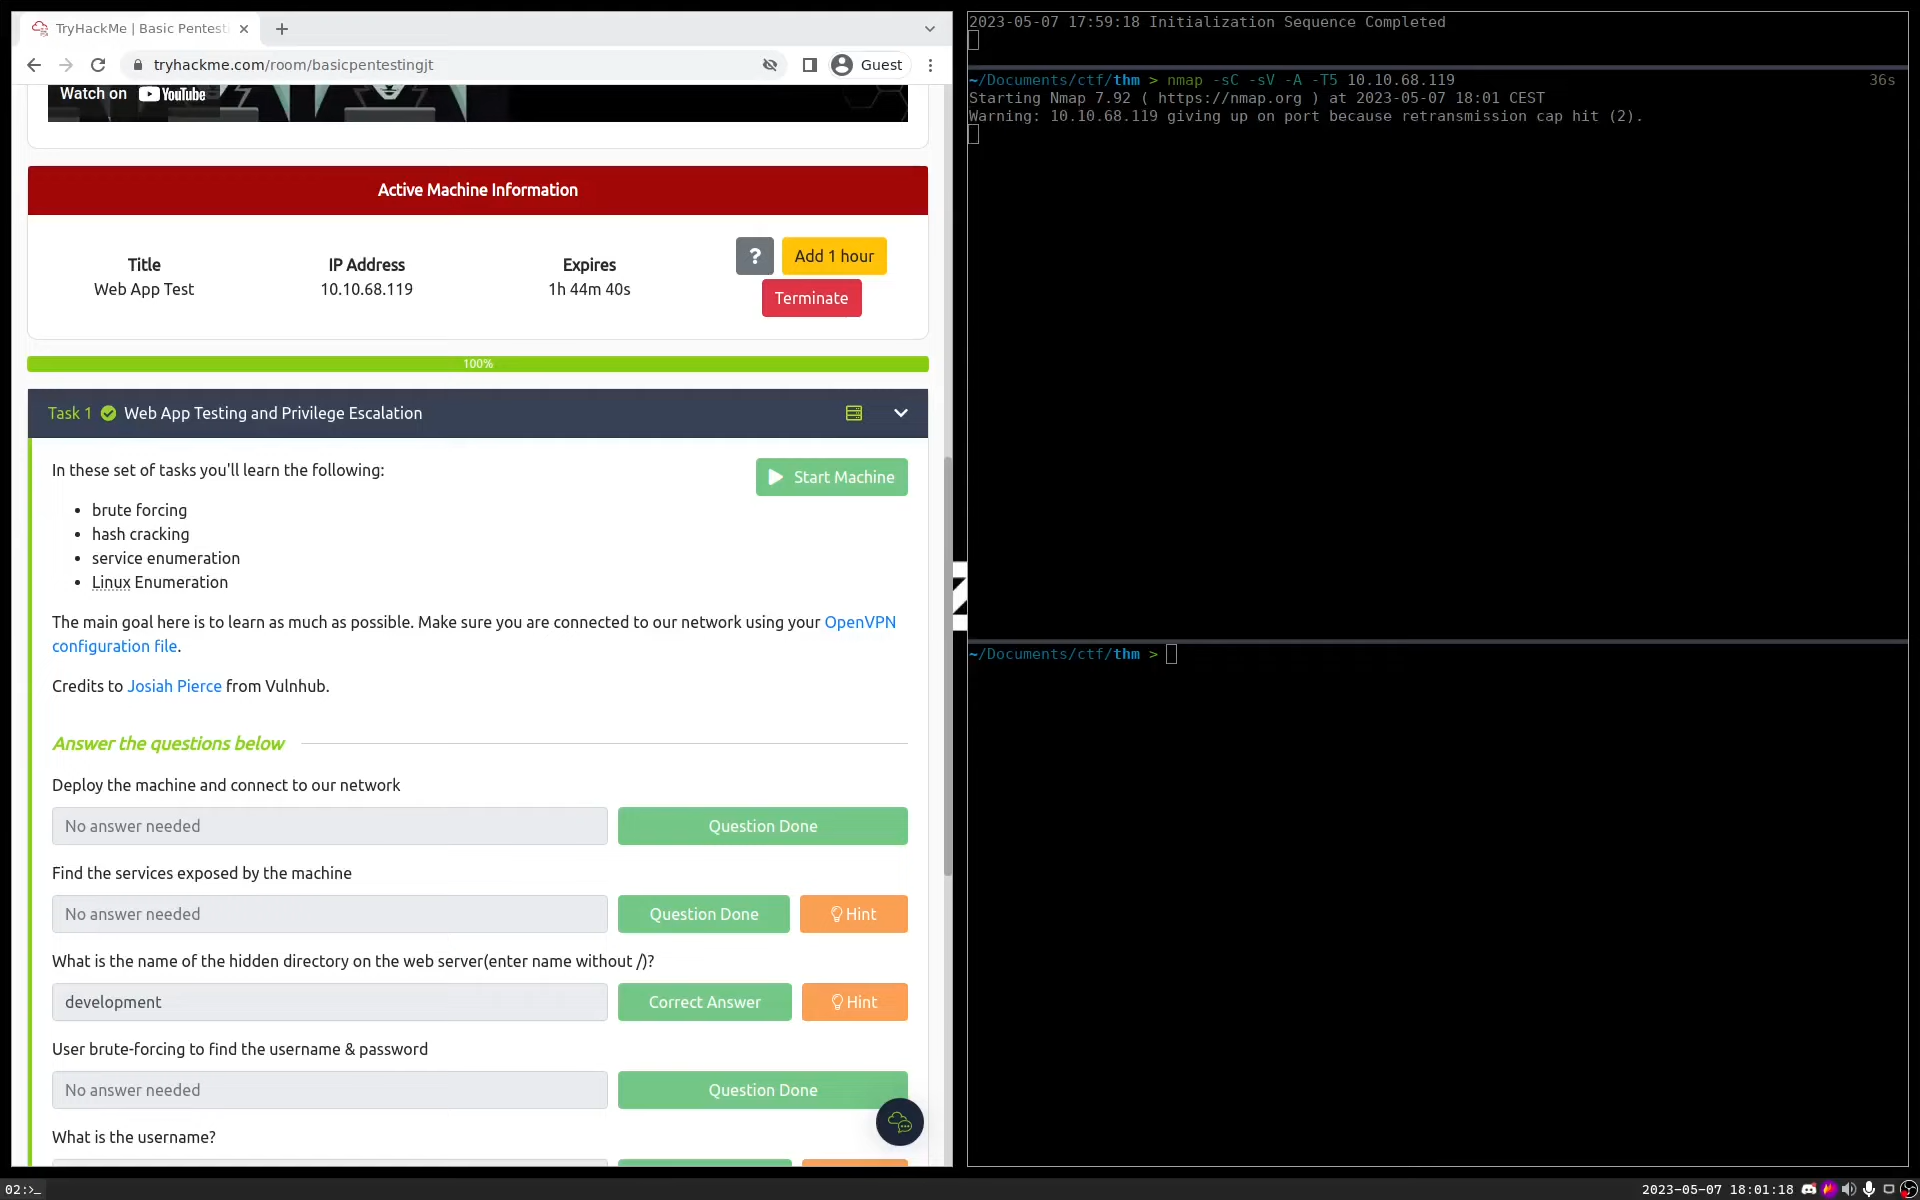 TryHackMe | Basic Pentesti
tryhackme.com/room/basicpentestingjt
Guest
Watch on YouTube
Active Machine Information
Title
IP Address
Expires
? Add 1 hour
Web App Test
10.10.68.119
1h 44m 40s
Terminate
100%
Task 1 Web App Testing and Privilege Escalation
In these set of tasks you'll learn the following:
Start Machine
brute forcing
hash cracking
service enumeration
Linux Enumeration
The main goal here is to learn as much as possible. Make sure you are connected to our network using your OpenVPN
configuration file.
Credits to Josiah Pierce from Vulnhub.
Answer the questions below
Deploy the machine and connect to our network
No answer needed
Question Done
Find the services exposed by the machine
No answer needed
Question Done
Hint
What is the name of the hidden directory on the web server(enter name without /)?
development
Correct Answer
Hint
User brute-forcing to find the username & password
No answer needed
Question Done
What is the username?
2023-05-07 17:59:18 Initialization Sequence Completed
~/Documents/ctf/thm > nmap -sC -sV -A -T5 10.10.68.119
36s
Starting Nmap 7.92 ( https://nmap.org ) at 2023-05-07 18:01 CEST
Warning: 10.10.68.119 giving up on port because retransmission cap hit (2).
~/Documents/ctf/thm >
02:>_
2023-05-07 18:01:18